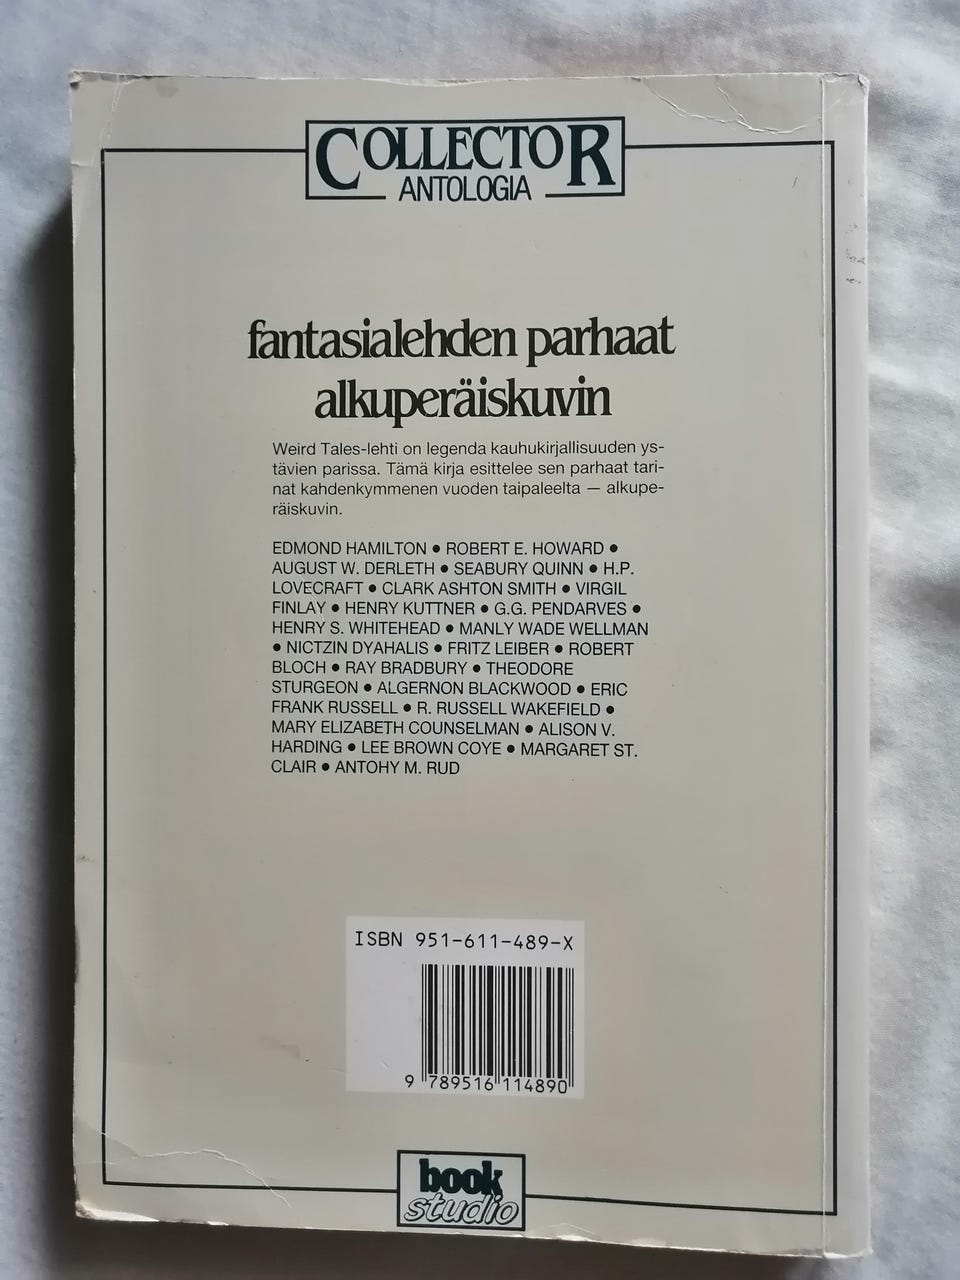 COLLECTOR
ANTOLOGIA
fantasialehden parhaat
alkuperäiskuvin
Weird Tales-lehti on legenda kauhukirjallisuuden ys-
tävien parissa. Tämä kirja esittelee sen parhaat tari-
nat kahdenkymmenen vuoden taipaleelta — alkupe-
räiskuvin.
EDMOND HAMILTON ● ROBERT E. HOWARD ●
AUGUST W. DERLETH ● SEABURY QUINN ● H.P.
LOVECRAFT ● CLARK ASHTON SMITH ● VIRGIL
FINLAY ● HENRY KUTTNER ● G.G. PENDARVES ●
HENRY S. WHITEHEAD ● MANLY WADE WELLMAN
● NICTZIN DYAHALIS ● FRITZ LEIBER ● ROBERT
BLOCH ● RAY BRADBURY ● THEODORE
STURGEON ● ALGERNON BLACKWOOD ● ERIC
FRANK RUSSELL ● R. RUSSELL WAKEFIELD ●
MARY ELIZABETH COUNSELMAN ● ALISON V.
HARDING ● LEE BROWN COYE ● MARGARET ST.
CLAIR ● ANTOHY M. RUD
ISBN 951-611-489-X
9 789516 114890
book
studio